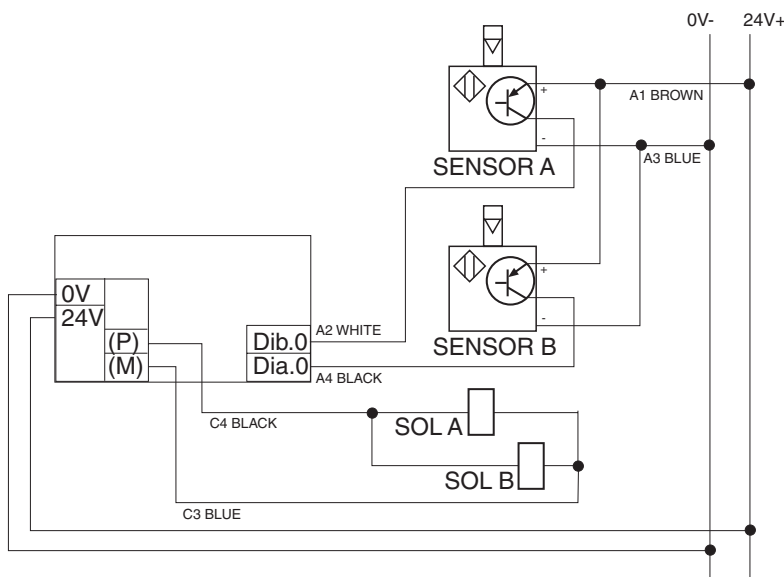 0V- 24V+
+
A1 BROWN
-
A3 BLUE
SENSOR A
+
-
SENSOR B
0V
24V
(P)
(M)
Dib.0
Dia.0
A2 WHITE
A4 BLACK
C4 BLACK
SOL A
SOL B
C3 BLUE